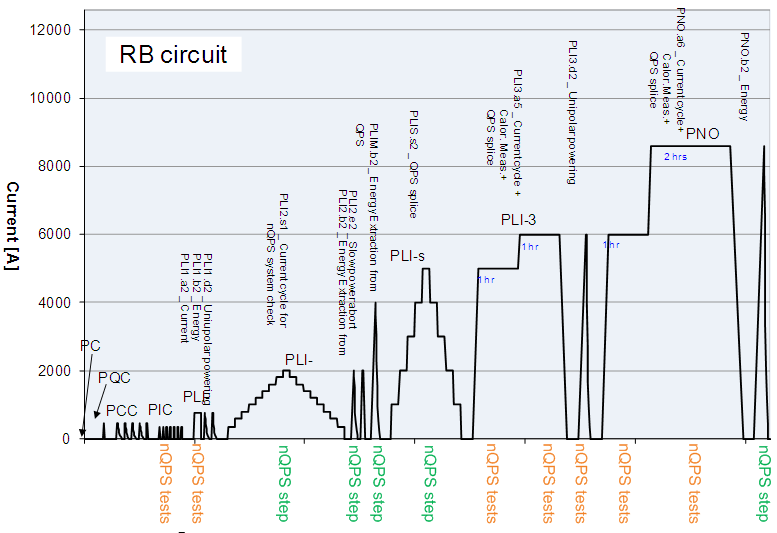 RB circuit
Current [A]
12000
10000
8000
6000
4000
2000
0
PC
PQC
PCC
PIC
PLI1.a2_Current
PLI1.b2_Energy
PLI1.d2_Uniupolarpowering
PLI2.s1_Currentcycle for
nQPS system check
PLI-
PLI2.e2_Slowpowerabort
PLI2.b2_EnergyExtraction from
QPS
PLIM.b2_EnergyExtraction from
PLIS.s2_QPS splice
PLI-s
PLI3.a5_Currentcycle +
Calor.Meas.+
QPS splice
PLI-3
1 hr
1 hr
PLI3.d2_Unipolarpowering
1 hr
PNO.a6_Currentcycle+
Calor.Meas.+
QPS splice
PNO
2 hrs
PNO.b2_Energy
nQPS tests
nQPS tests
nQPS step
nQPS step
nQPS step
nQPS step
nQPS tests
nQPS tests
nQPS tests
nQPS tests
nQPS tests
nQPS step